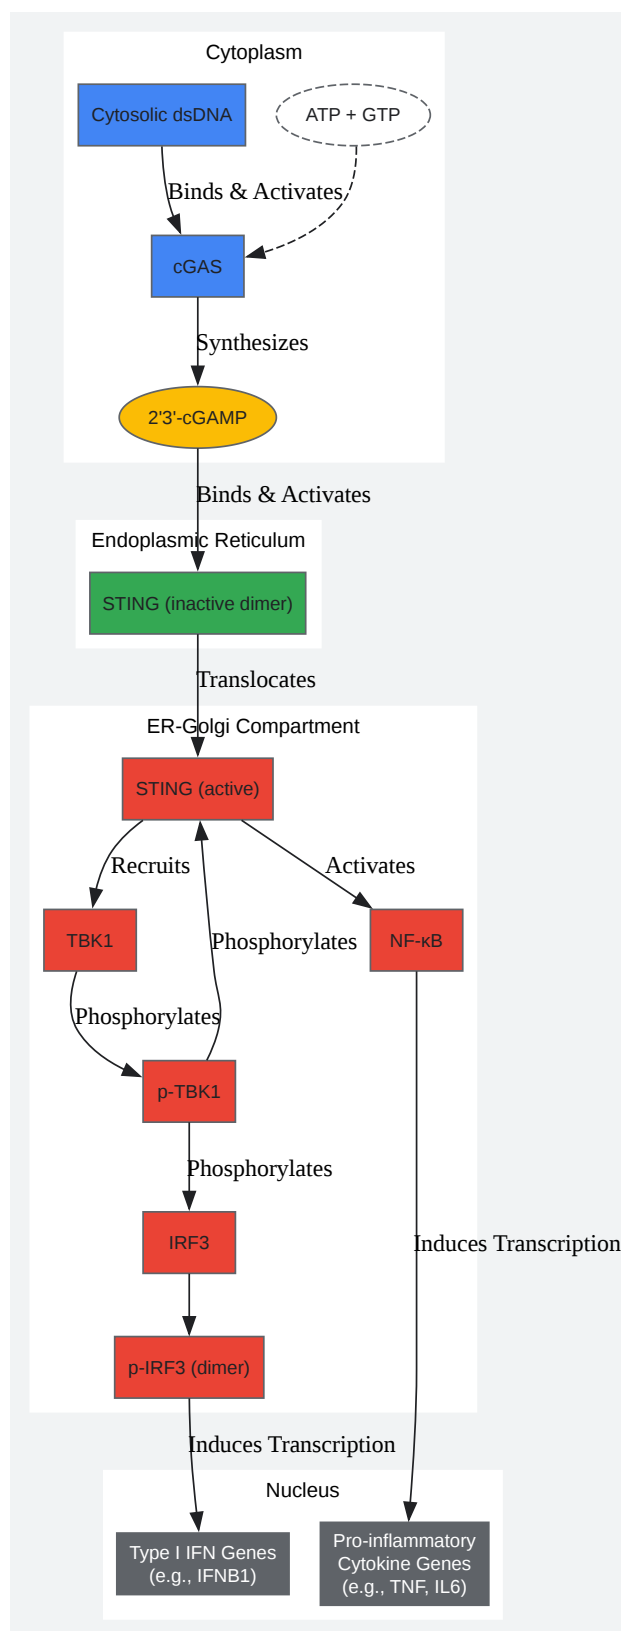 Cytoplasm
Cytosolic dsDNA
ATP + GTP
Binds & Activates
cGAS
Synthesizes
2'3'-cGAMP
Binds & Activates
Endoplasmic Reticulum
STING (inactive dimer)
Translocates
ER-Golgi Compartment
STING (active)
Recruits
Activates
TBK1
Phosphorylates
NF-κB
Phosphorylates
p-TBK1
Phosphorylates
IRF3
Induces Transcription
p-IRF3 (dimer)
Induces Transcription
Nucleus
Type I IFN Genes
(e.g., IFNB1)
Pro-inflammatory
Cytokine Genes
(e.g., TNF, IL6)